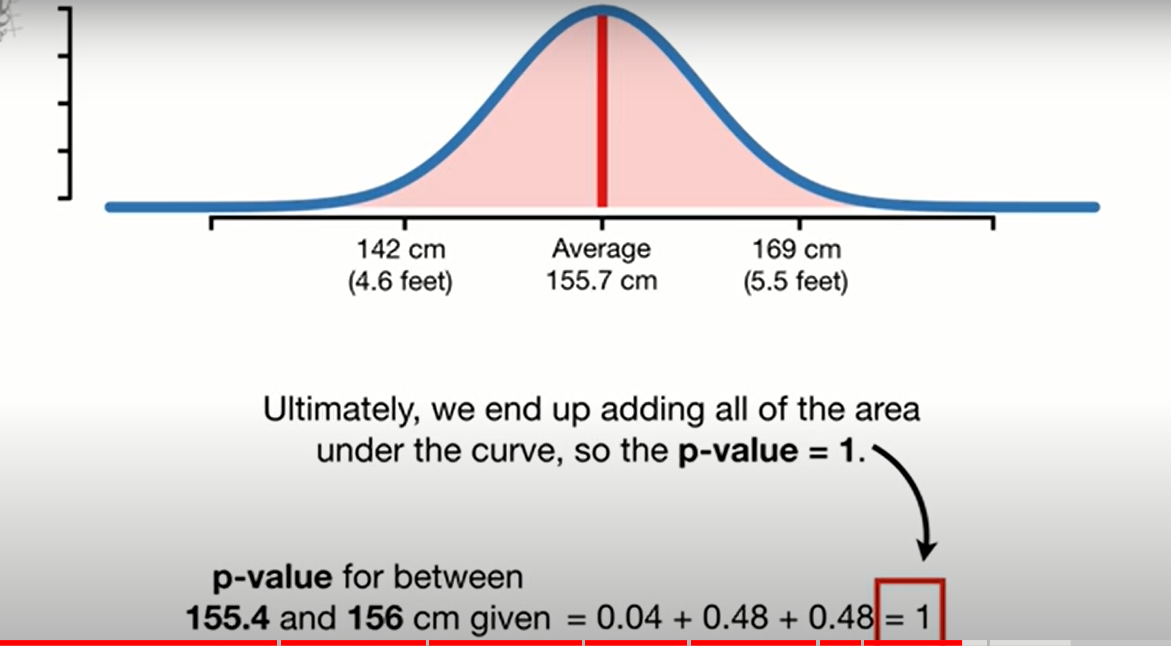 142 cm
(4.6 feet)
Average
155.7 cm
169 cm
(5.5 feet)
Ultimately, we end up adding all of the area
under the curve, so the p-value = 1.
p-value for between
155.4 and 156 cm given = 0.04 + 0.48 + 0.48 = 1